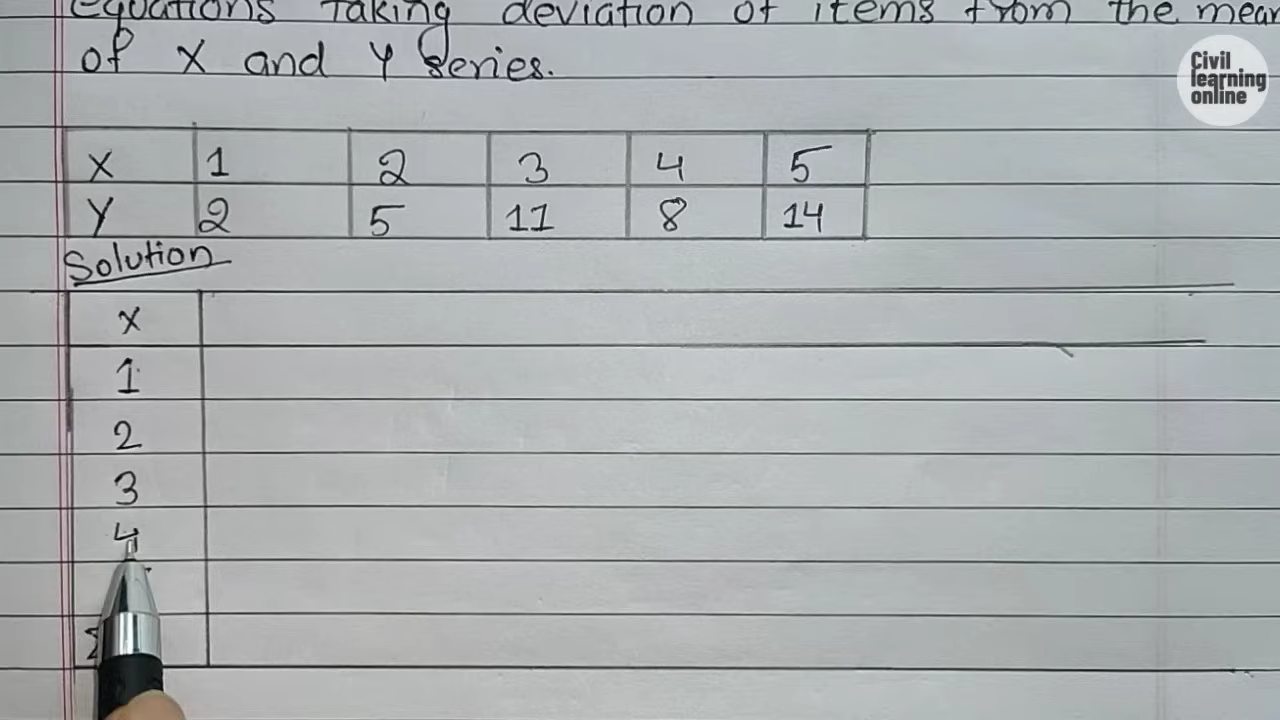 equations taking deviation of items from the mean
of X and Y series.
Civil
learning
online
X 1 2 3 4 5
Y 2 5 11 8 14
Solution
X
1
2
3
4